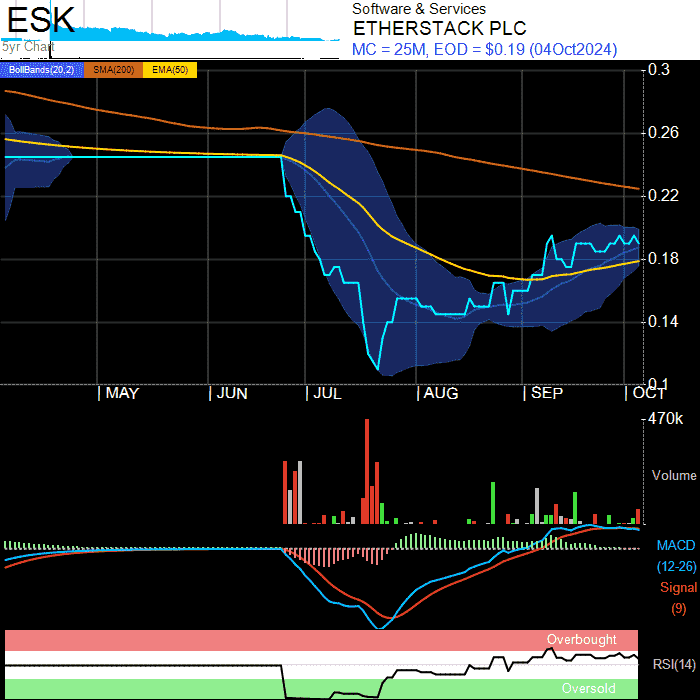 ESK
5yr Chart
Software & Services
ETHERSTACK PLC
MC = 25M, EOD = $0.19 (04Oct2024)
BollBands(20,2) SMA(200) EMA(50)
0.3
0.26
0.22
0.18
0.14
0.1
MAY JUN JUL AUG SEP OCT
470k
Volume
MACD
(12-26)
Signal
(9)
Overbought
RSI(14)
Oversold